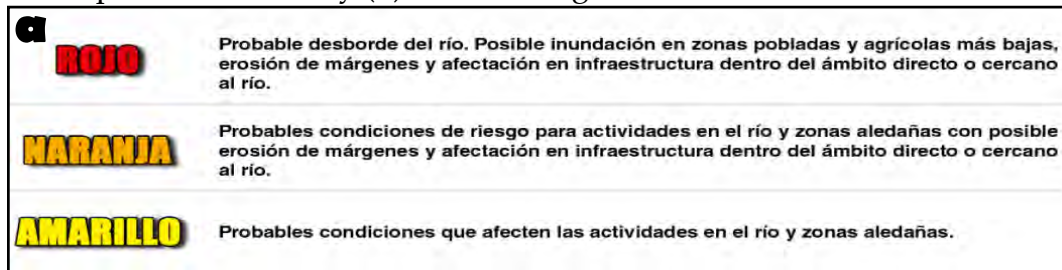 a
ROJO
Probable desborde del río. Posible inundación en zonas pobladas y agrícolas más bajas,
erosión de márgenes y afectación en infraestructura dentro del ámbito directo o cercano
al río.
NARANJA
Probables condiciones de riesgo para actividades en el río y zonas aledañas con posible
erosión de márgenes y afectación en infraestructura dentro del ámbito directo o cercano
al río.
AMARILLO
Probables condiciones que afecten las actividades en el río y zonas aledañas.